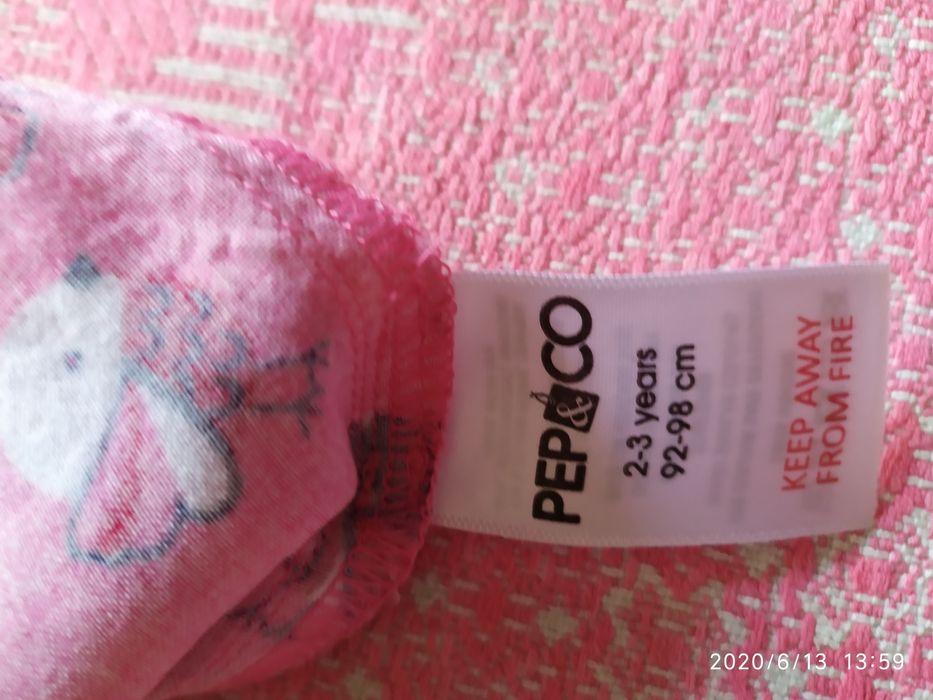 PEP&CO
2-3 years
92-98 cm
KEEP AWAY
FROM FIRE
2020/6/13 13:59